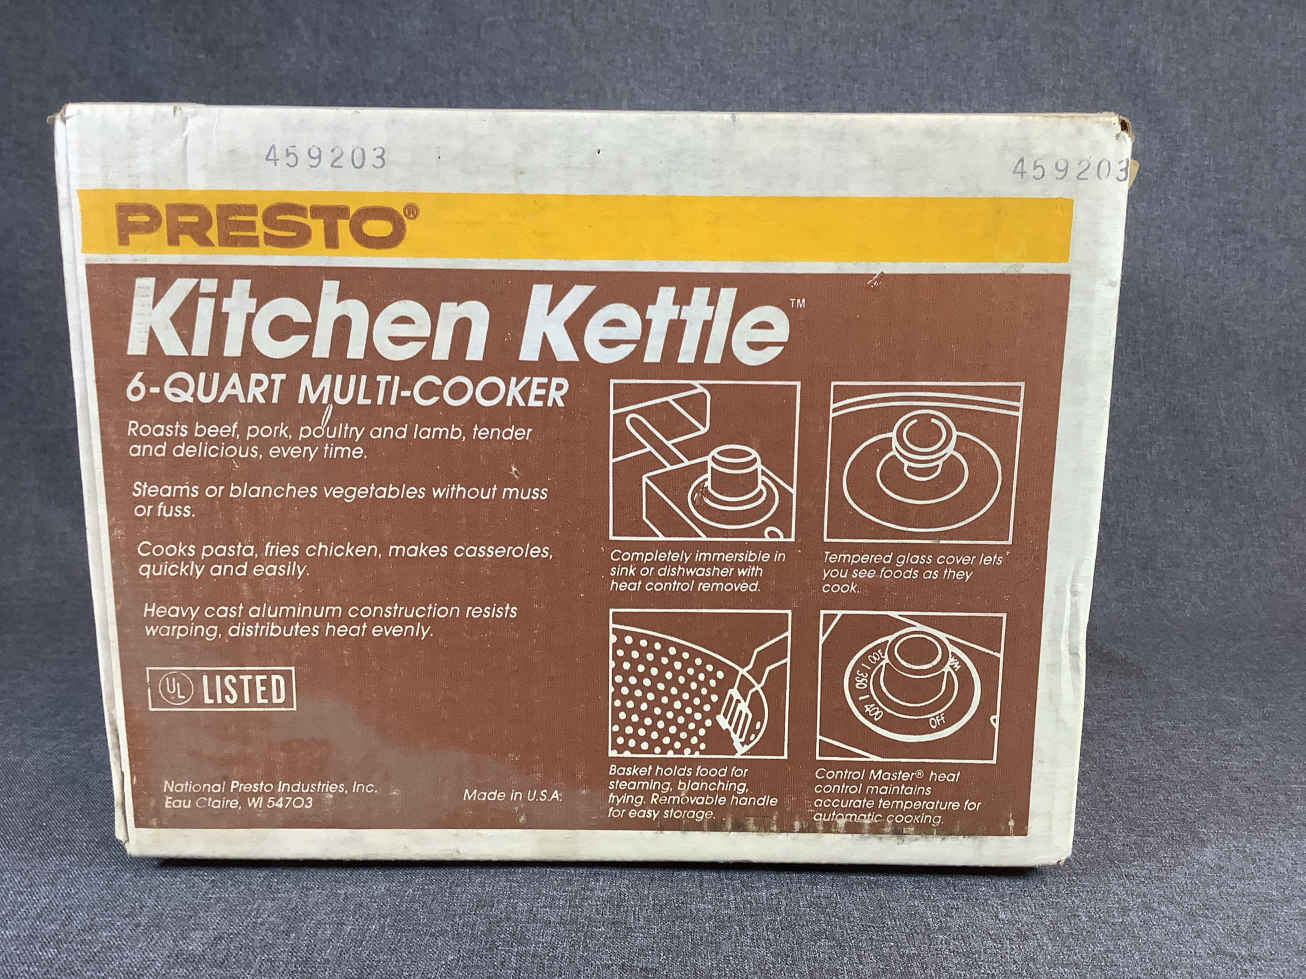 459203
459203
PRESTO®
Kitchen Kettle™
6-QUART MULTI-COOKER
Roasts beef, pork, poultry and lamb, tender
and delicious, every time.
Steams or blanches vegetables without muss
or fuss.
Cooks pasta, fries chicken, makes casseroles,
quickly and easily.
Heavy cast aluminum construction resists
warping, distributes heat evenly.
UL LISTED
National Presto Industries, Inc.
Eau Claire, WI 54703
Made in U.S.A.
Completely immersible in
sink or dishwasher with
heat control removed.
Tempered glass cover lets
you see foods as they
cook.
Basket holds food for
steaming, blanching,
frying. Removable handle
for easy storage.
WM
300
350
400
OFF
Control Master® heat
control maintains
accurate temperature for
automatic cooking.